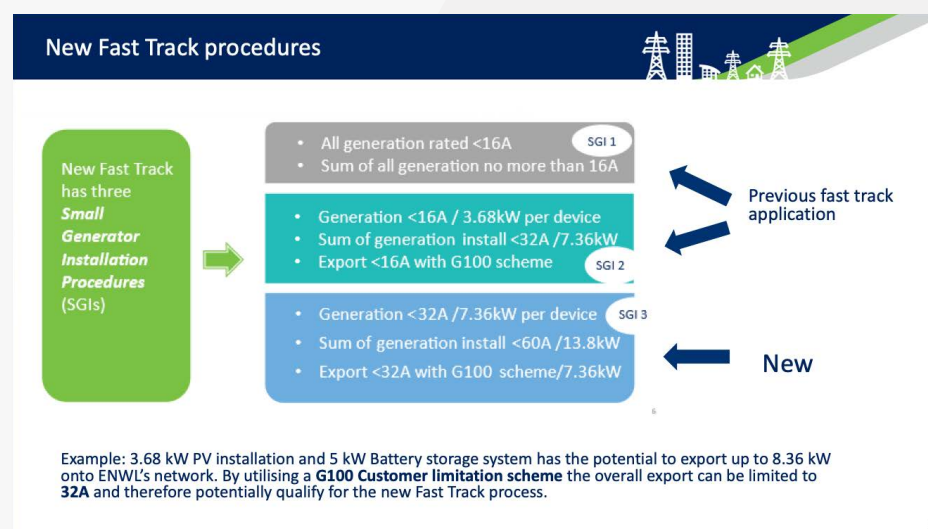 New Fast Track procedures
New Fast Track
has three
Small
Generator
Installation
Procedures
(SGIs)
• All generation rated <16A
• Sum of all generation no more than 16A
SGI 1
• Generation <16A / 3.68kW per device
• Sum of generation install <32A /7.36kW
• Export <16A with G100 scheme
SGI 2
• Generation <32A /7.36kW per device
• Sum of generation install <60A /13.8kW
• Export <32A with G100 scheme/7.36kW
SGI 3
Previous fast track
application
New
6
Example: 3.68 kW PV installation and 5 kW Battery storage system has the potential to export up to 8.36 kW
onto ENWL’s network. By utilising a G100 Customer limitation scheme the overall export can be limited to
32A and therefore potentially qualify for the new Fast Track process.